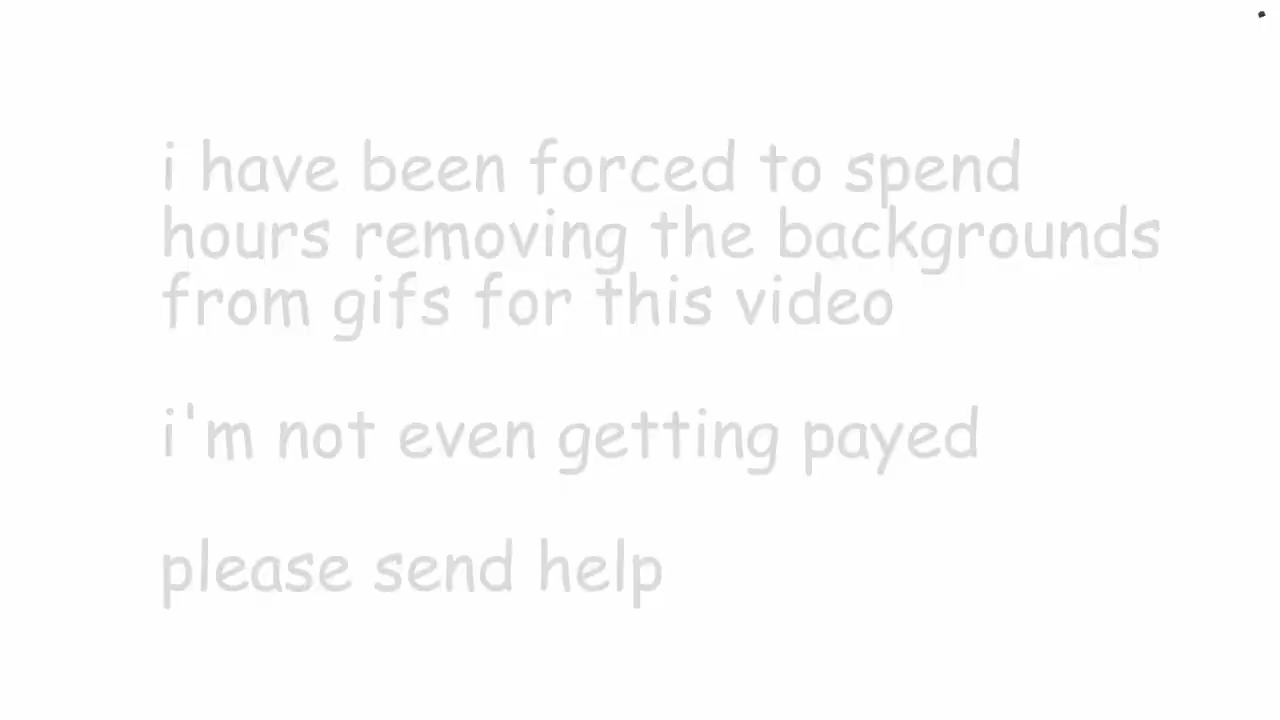 i have been forced to spend
hours removing the backgrounds
from gifs for this video
i'm not even getting payed
please send help